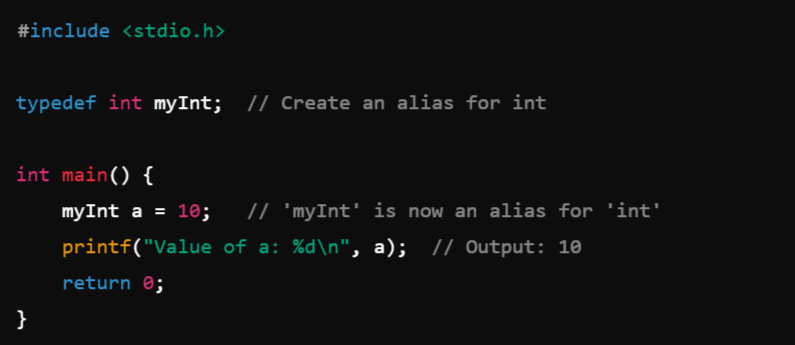 #include <stdio.h>
typedef int myInt;  // Create an alias for int
int main() {
    myInt a = 10;   // 'myInt' is now an alias for 'int'
    printf("Value of a: %d\n", a);  // Output: 10
    return 0;
}